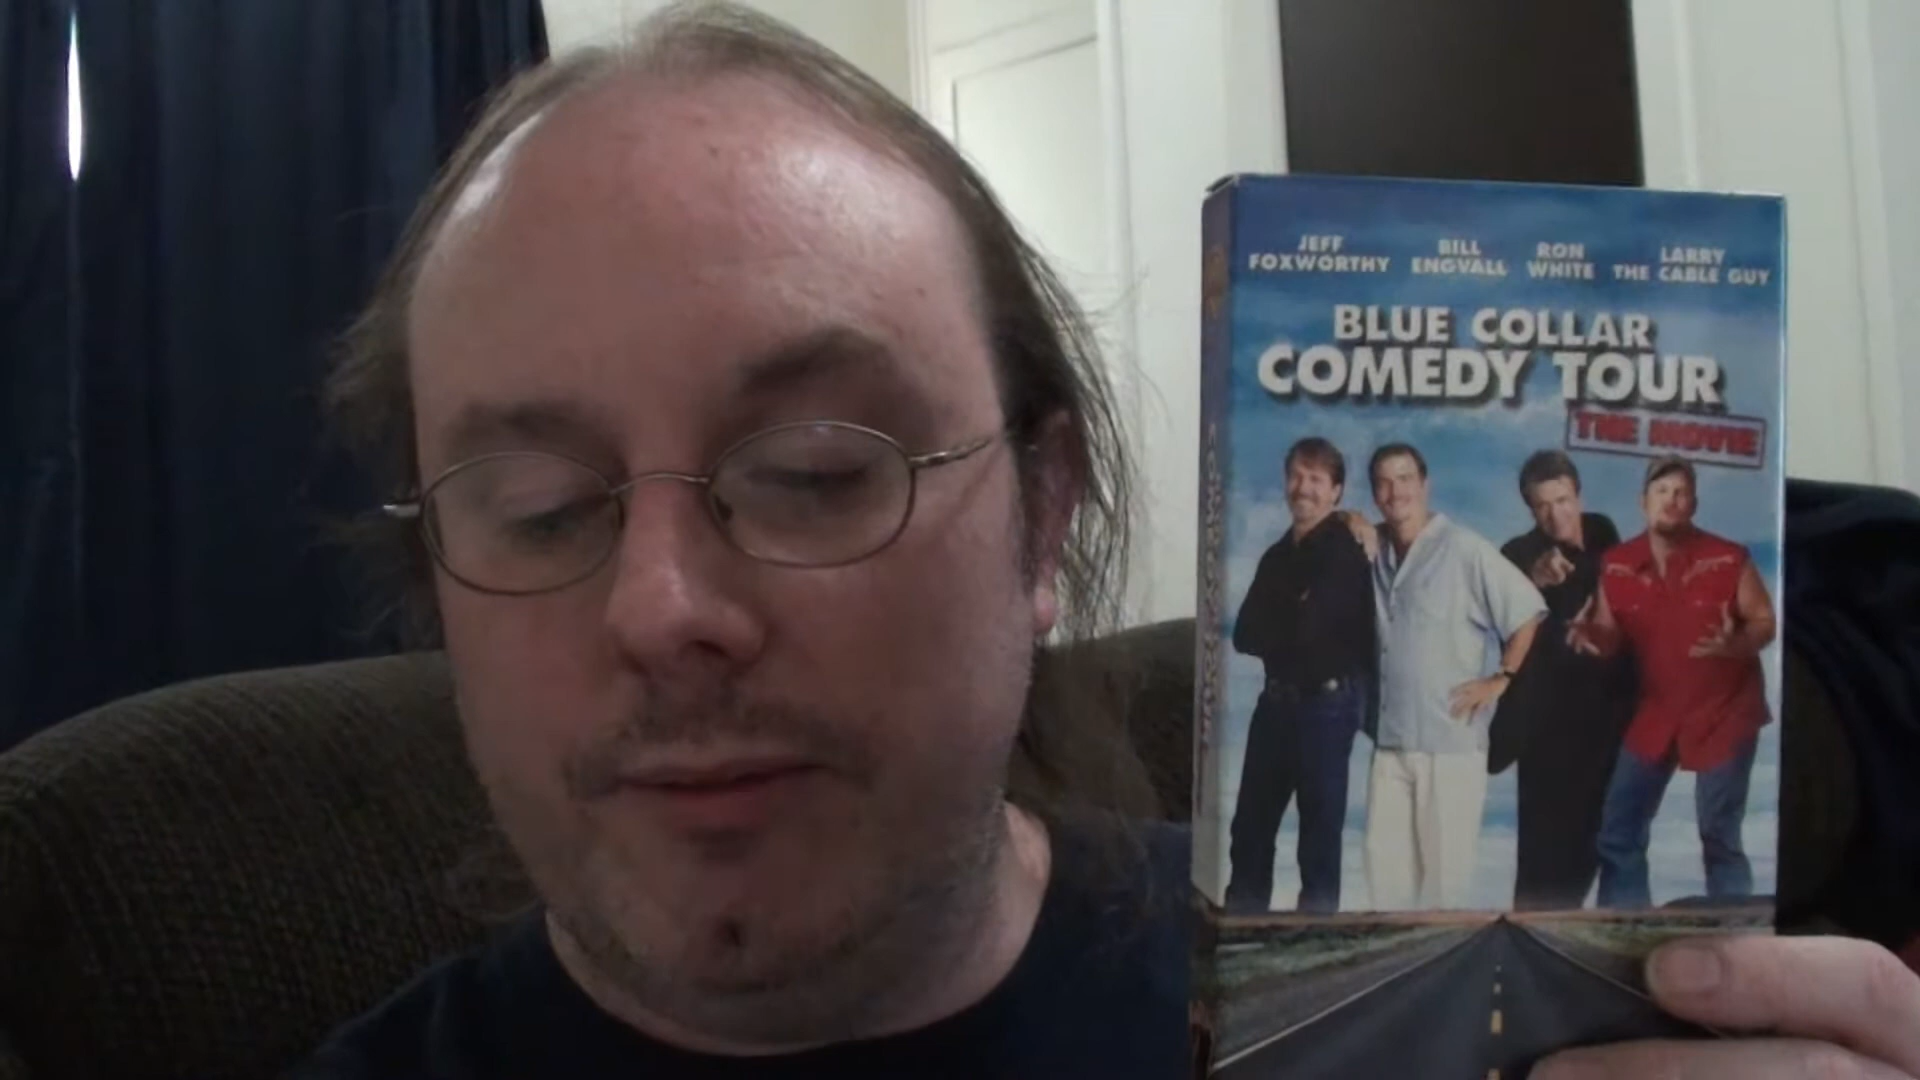 JEFF
FOXWORTHY
BILL
ENGVALL
RON
WHITE
LARRY
THE CABLE GUY
BLUE COLLAR
COMEDY TOUR
THE MOVIE